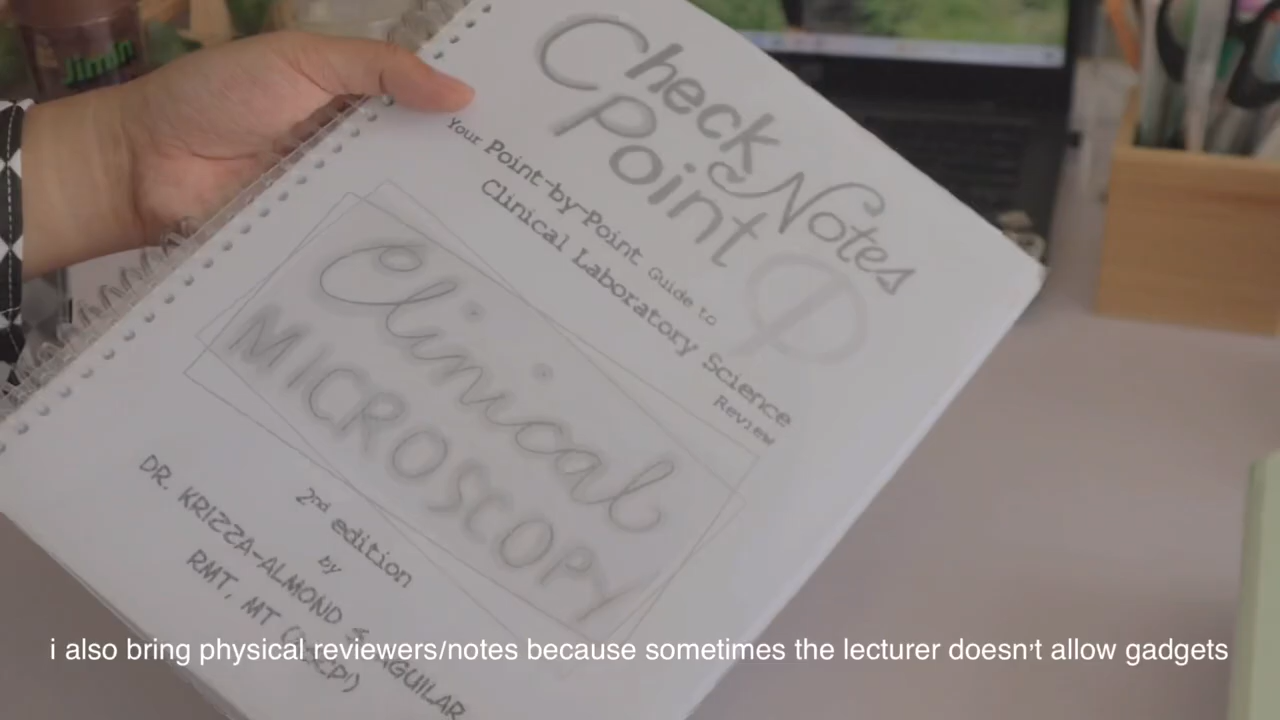 Jimin
Check
Point Notes
Your Point-by-Point Guide to
Clinical Laboratory Science
Review
Clinical
MICROSCOPY
2nd edition
by
DR. KRIZZA-ALMOND F. AGUILAR
RMT, MT (ASCPi)
i also bring physical reviewers/notes because sometimes the lecturer doesn't allow gadgets